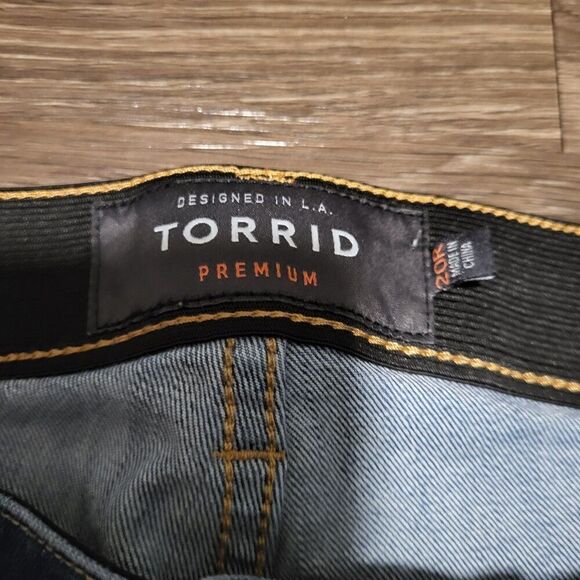 DESIGNED IN L.A.
TORRID
PREMIUM
20R
MADE IN
CHINA